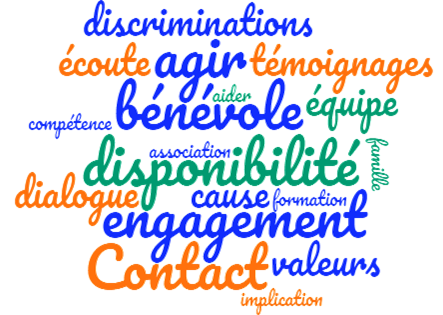 discriminations
écoute agir témoignages
aider
bénévole équipe
compétence
association
disponibilité
famille
dialogue cause formation
engagement
Contact valeurs
implication